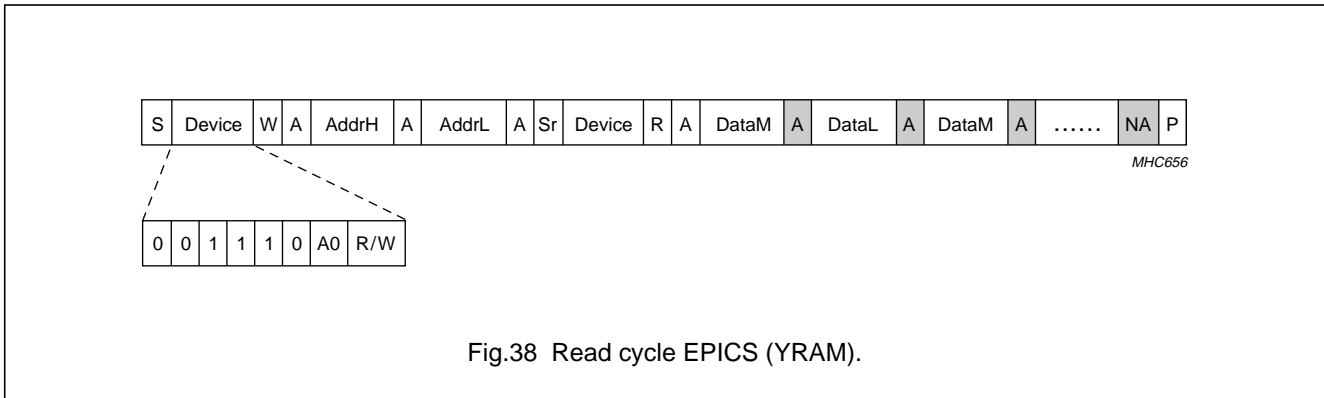 S Device W A AddrH A AddrL A Sr Device R A DataM A DataL A DataM A ...... NA P
MHC656
0 0 1 1 1 0 A0 R/W
Fig.38 Read cycle EPICS (YRAM).